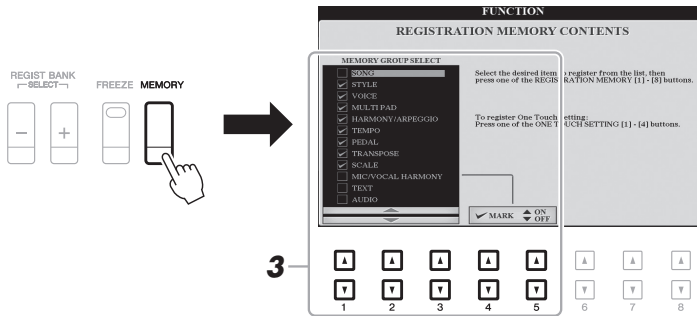 REGIST BANK
SELECT
FREEZE MEMORY
- +
FUNCTION
REGISTRATION MEMORY CONTENTS
MEMORY GROUP SELECT
SONG
STYLE
VOICE
MULTI PAD
HARMONY/ARPEGGIO
TEMPO
PEDAL
TRANSPOSE
SCALE
MIC/VOCAL HARMONY
TEXT
AUDIO
Select the desired item to register from the list, then
press one of the REGISTRATION MEMORY [1] - [8] buttons.
To register One Touch Setting:
Press one of the ONE TOUCH SETTING [1] - [4] buttons.
MARK ON
OFF
3
1 2 3 4 5 6 7 8